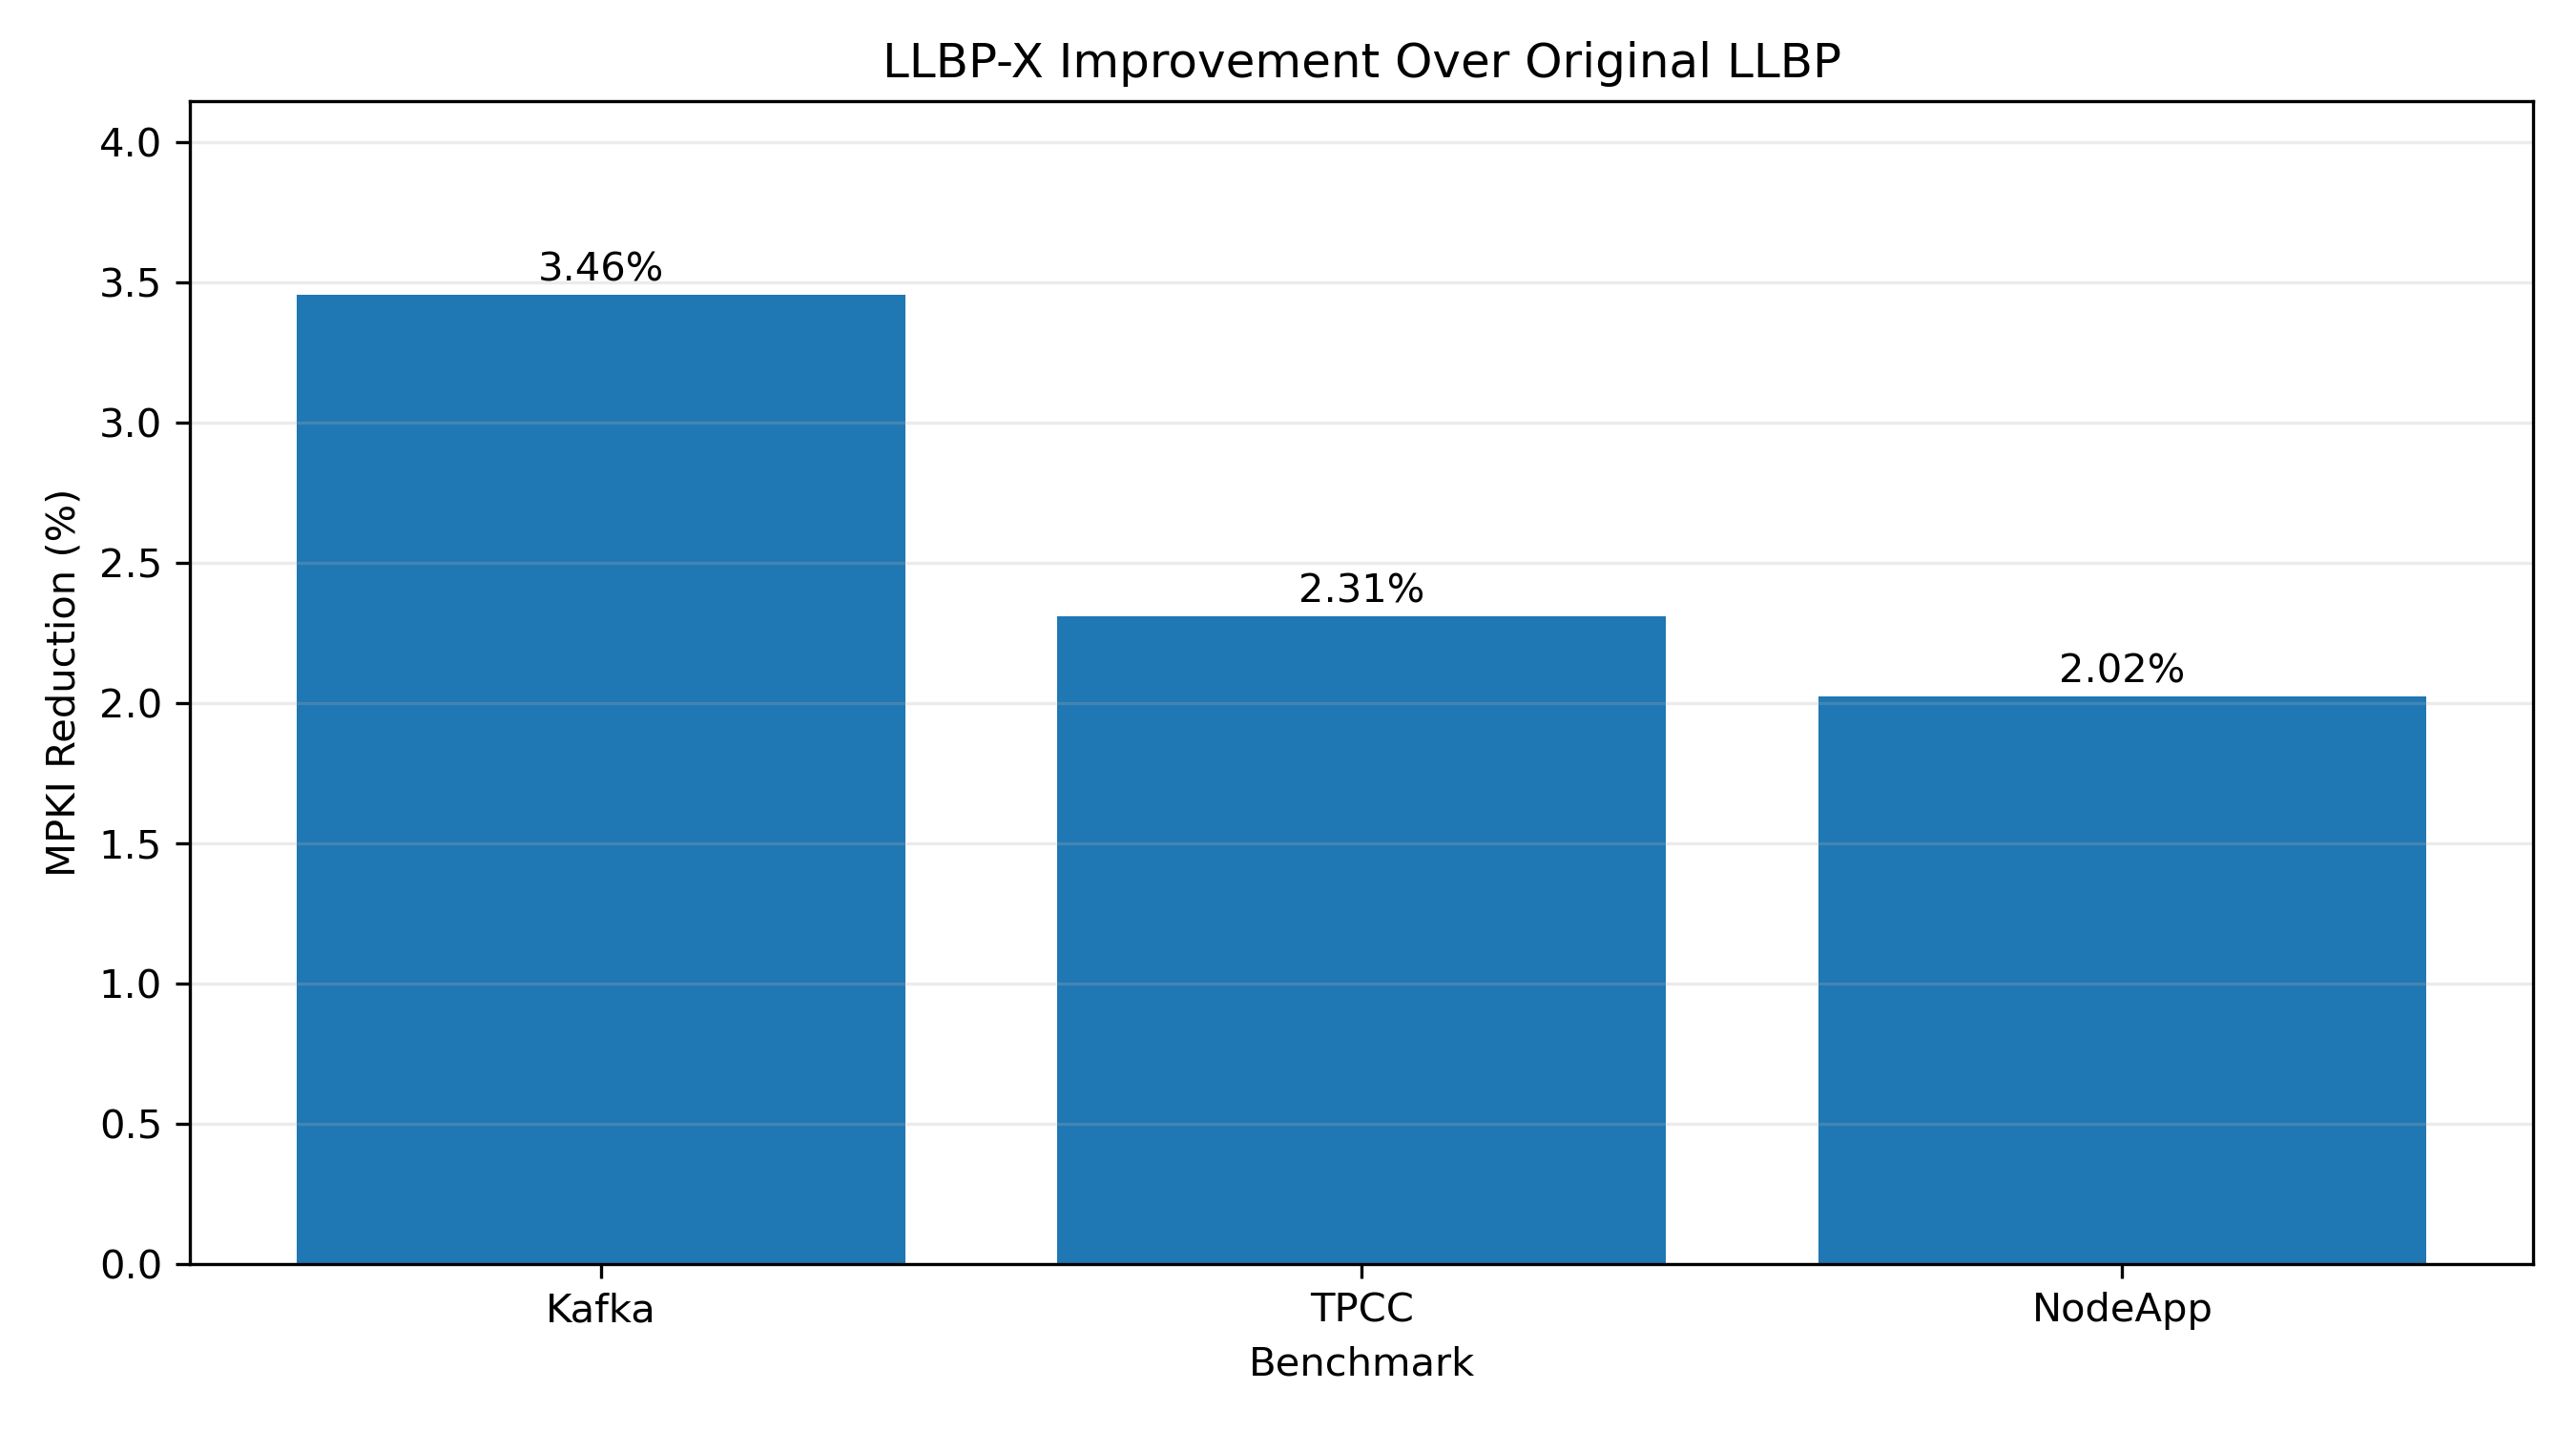 LLBP-X Improvement Over Original LLBP
MPKI Reduction (%)
4.0
3.5
3.0
2.5
2.0
1.5
1.0
0.5
0.0
3.46%
2.31%
2.02%
Kafka
TPCC
NodeApp
Benchmark